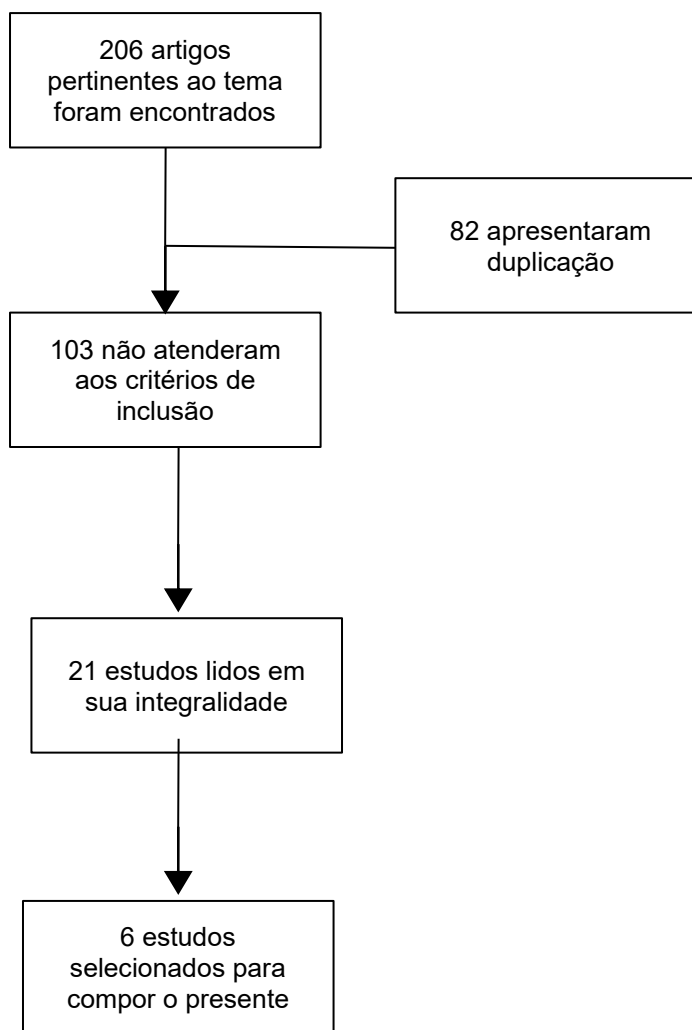 206 artigos
pertinentes ao tema
foram encontrados
82 apresentaram
duplicação
103 não atenderam
aos critérios de
inclusão
21 estudos lidos em
sua integralidade
6 estudos
selecionados para
compor o presente